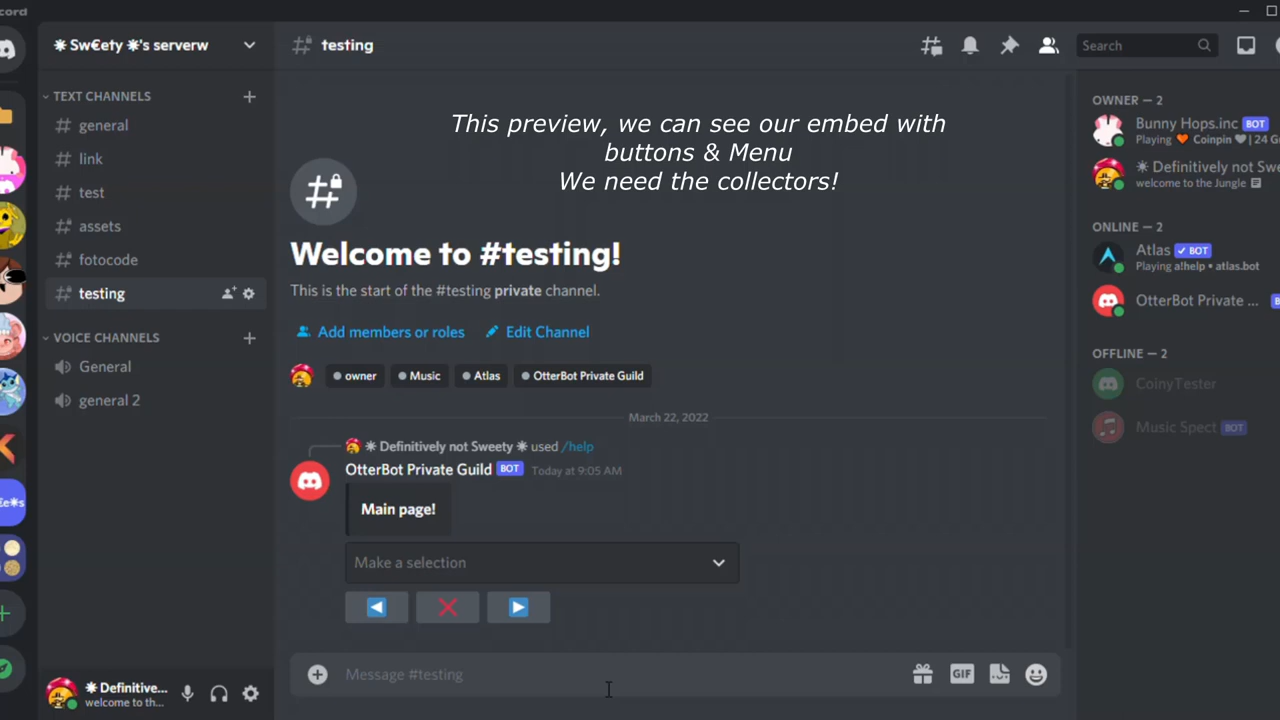 cord
✷ Sw€ety ✷'s serverw
testing
Search
TEXT CHANNELS
general
link
test
assets
fotocode
testing
VOICE CHANNELS
General
general 2
€e✷s
✷ Definitive...
welcome to th...
This preview, we can see our embed with
buttons & Menu
We need the collectors!
Welcome to #testing!
This is the start of the #testing private channel.
Add members or roles
Edit Channel
owner
Music
Atlas
OtterBot Private Guild
March 22, 2022
✷ Definitively not Sweety ✷ used /help
OtterBot Private Guild BOT Today at 9:05 AM
Main page!
Make a selection
Message #testing
GIF
OWNER — 2
Bunny Hops.inc BOT
Playing 🧡 Coinpin 🤍 | 24 G
✷ Definitively not Swe
welcome to the Jungle
ONLINE — 2
Atlas ✓ BOT
Playing a!help • atlas.bot
OtterBot Private ...
OFFLINE — 2
CoinyTester
Music Spect BOT